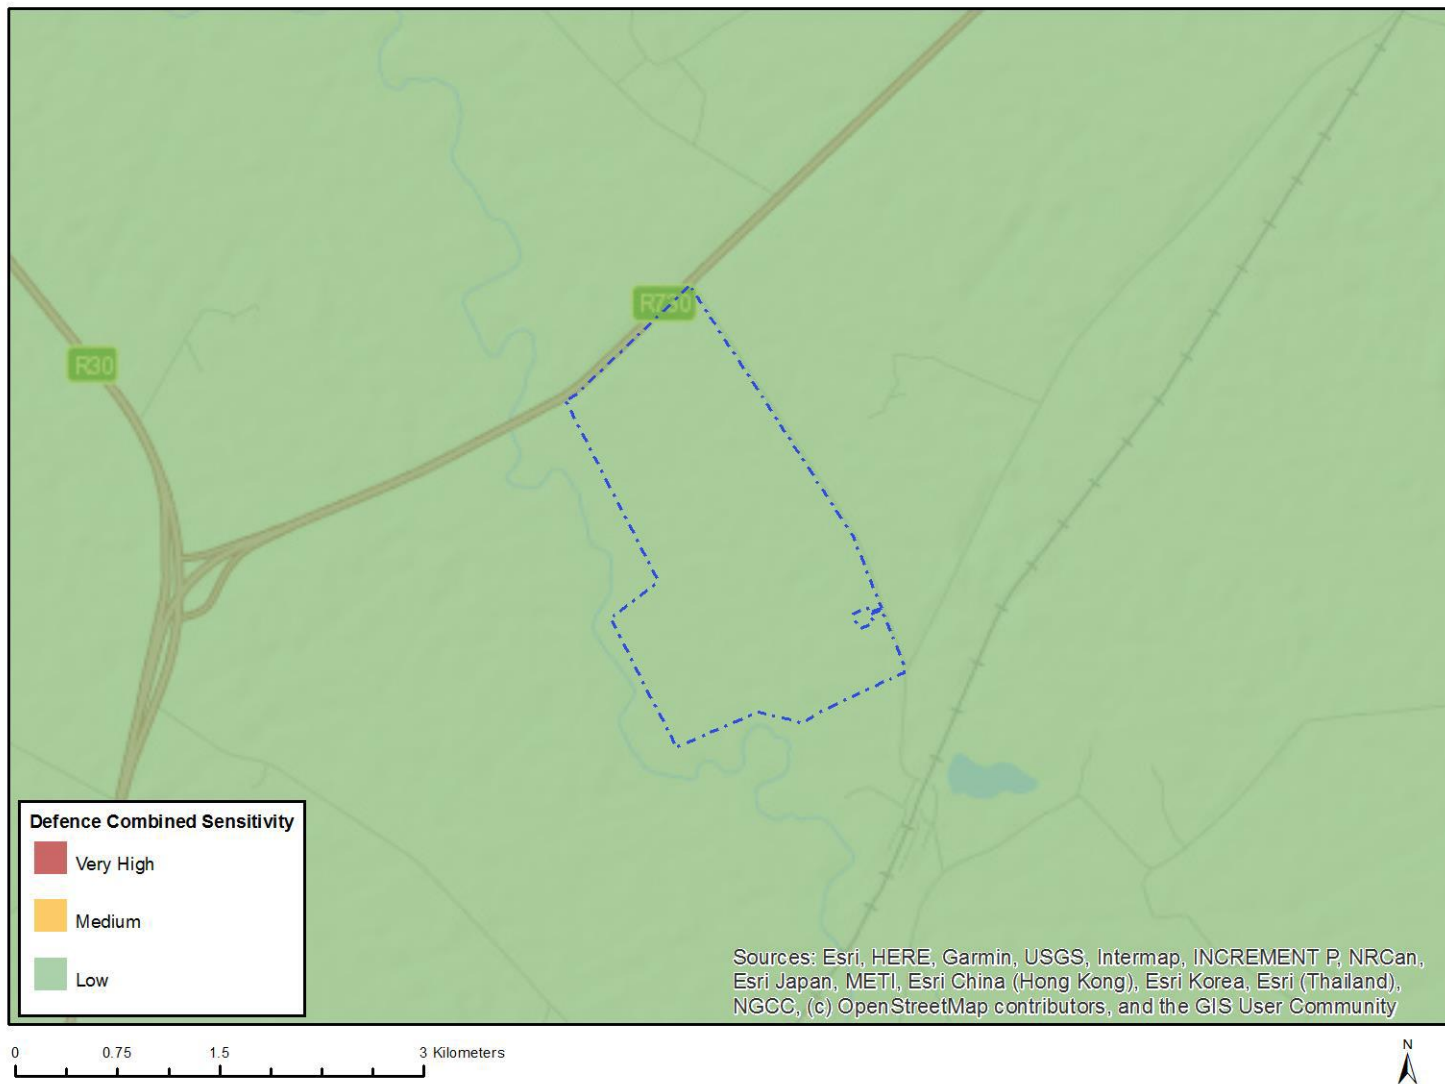 R730
R30
Defence Combined Sensitivity
Very High
Medium
Low
Sources: Esri, HERE, Garmin, USGS, Intermap, INCREMENT P, NRCan,
Esri Japan, METI, Esri China (Hong Kong), Esri Korea, Esri (Thailand),
NGCC, (c) OpenStreetMap contributors, and the GIS User Community
0 0.75 1.5 3 Kilometers
N